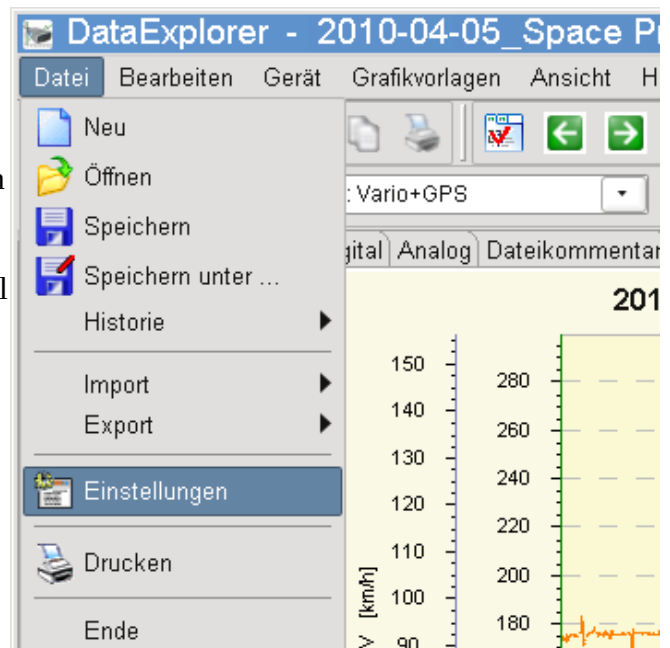 DataExplorer - 2010-04-05_Space
Datei Bearbeiten Gerät Grafikvorlagen Ansicht H
Neu
Öffnen
: Vario+GPS
Speichern
gital Analog Dateikommentar
Speichern unter ...
201
Historie
Import
Export
Einstellungen
Drucken
Ende
150
140
130
120
110
100
90
V [km/h]
280
260
240
220
200
180